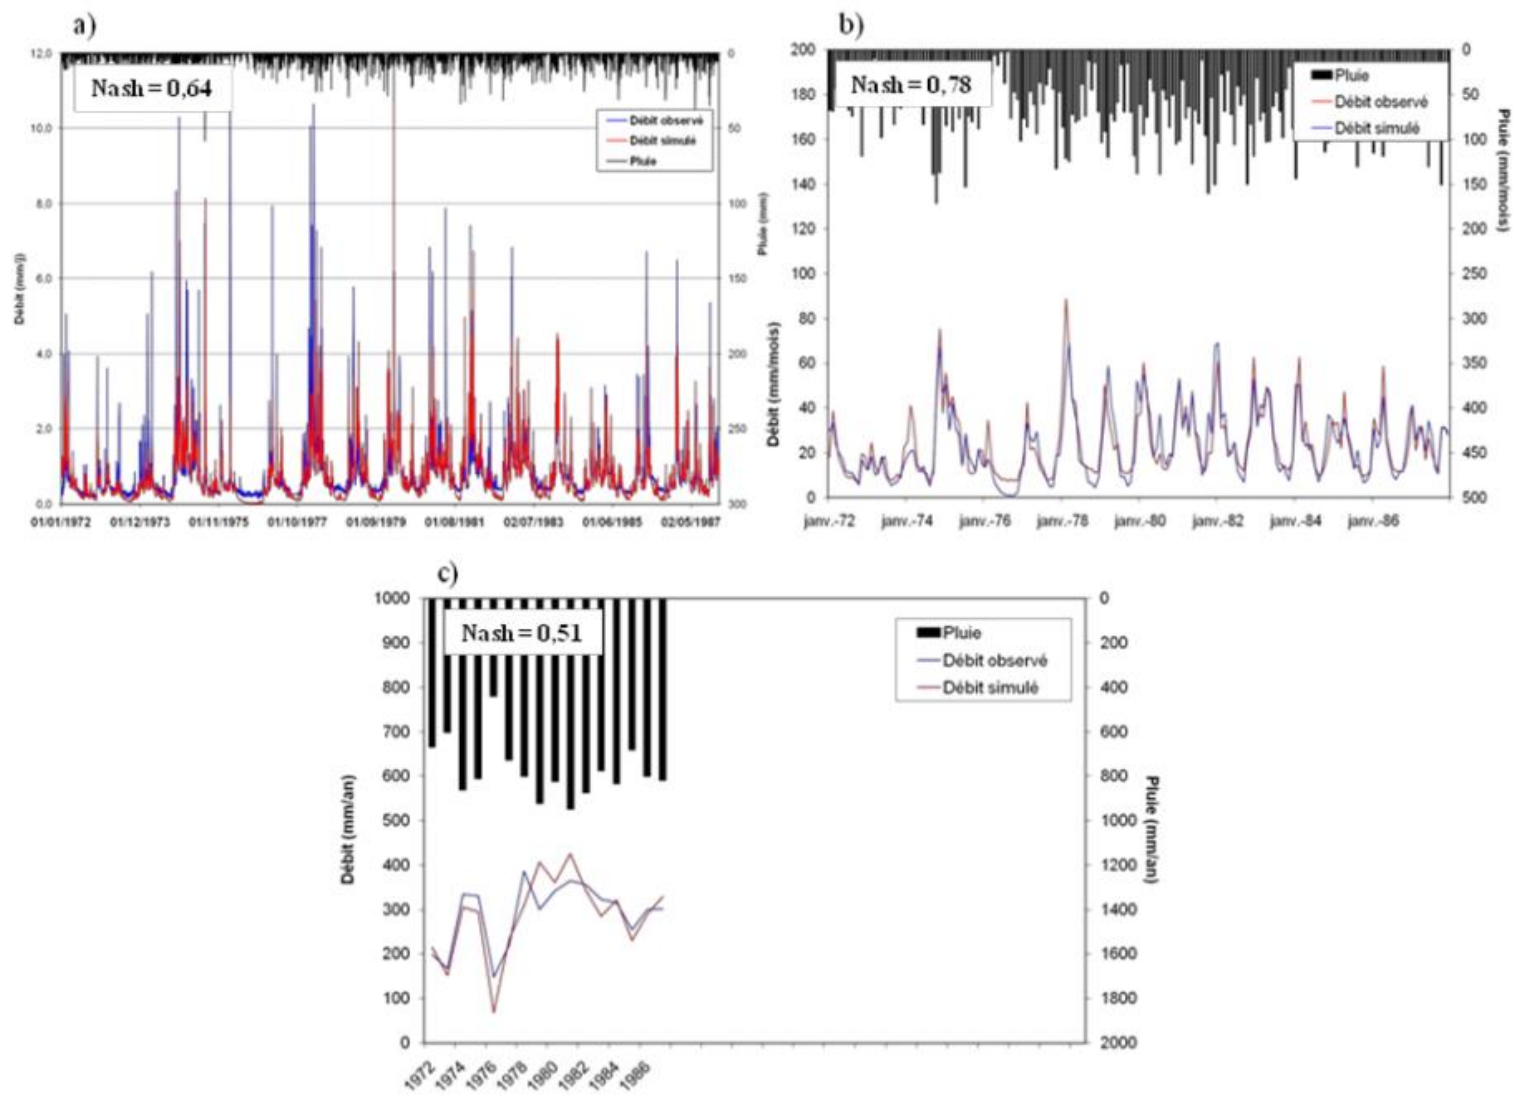 a)
12,0
10,0
8,0
6,0
4,0
2,0
0,0
Débit (mm/j)
Nash = 0,64
Débit observé
Débit simulé
Pluie
0
50
100
150
200
250
300
Pluie (mm)
01/01/1972
01/12/1973
01/11/1975
01/10/1977
01/09/1979
01/08/1981
02/07/1983
01/06/1985
02/05/1987
b)
200
180
160
140
120
100
80
60
40
20
0
Débit (mm/mois)
Nash = 0,78
Pluie
Débit observé
Débit simulé
0
50
100
150
200
250
300
350
400
450
500
Pluie (mm/mois)
janv.-72
janv.-74
janv.-76
janv.-78
janv.-80
janv.-82
janv.-84
janv.-86
c)
1000
900
800
700
600
500
400
300
200
100
0
Débit (mm/an)
Nash = 0,51
Pluie
Débit observé
Débit simulé
0
200
400
600
800
1000
1200
1400
1600
1800
2000
Pluie (mm/an)
1972
1974
1976
1978
1980
1982
1984
1986